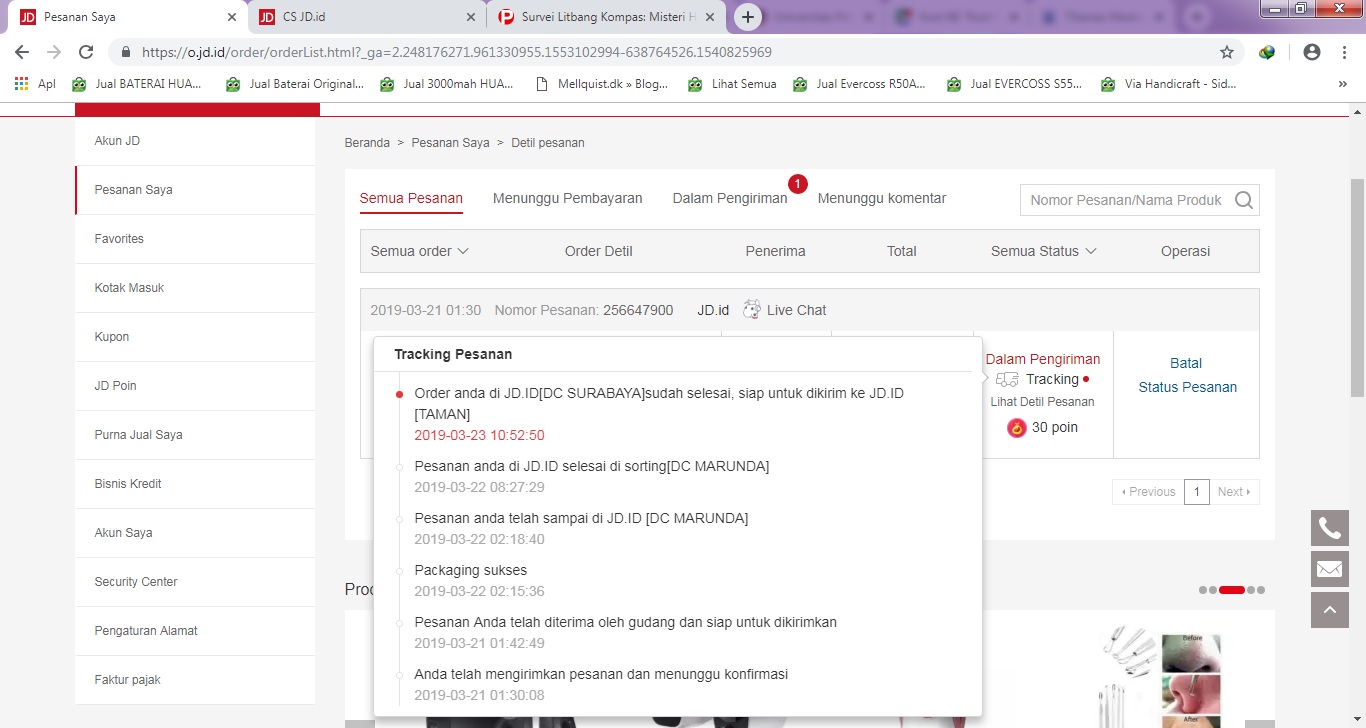 Pesanan Saya
CS JD.id
Survei Litbang Kompas: Misteri H
https://o.jd.id/order/orderList.html?_ga=2.248176271.961330955.1553102994-638764526.1540825969
Apl
Jual BATERAI HUA...
Jual Baterai Original...
Jual 3000mah HUA...
Mellquist.dk » Blog...
Lihat Semua
Jual Evercoss R50A...
Jual EVERCOSS S55...
Via Handicraft - Sid...
»
Akun JD
Pesanan Saya
Favorites
Kotak Masuk
Kupon
JD Poin
Purna Jual Saya
Bisnis Kredit
Akun Saya
Security Center
Pengaturan Alamat
Faktur pajak
Beranda > Pesanan Saya > Detil pesanan
Semua Pesanan
Menunggu Pembayaran
Dalam Pengiriman
1
Menunggu komentar
Nomor Pesanan/Nama Produk
Semua order
Order Detil
Penerima
Total
Semua Status
Operasi
2019-03-21 01:30 Nomor Pesanan: 256647900 JD.id Live Chat
Tracking Pesanan
Order anda di JD.ID[DC SURABAYA]sudah selesai, siap untuk dikirim ke JD.ID
[TAMAN]
2019-03-23 10:52:50
Pesanan anda di JD.ID selesai di sorting[DC MARUNDA]
2019-03-22 08:27:29
Pesanan anda telah sampai di JD.ID [DC MARUNDA]
2019-03-22 02:18:40
Packaging sukses
2019-03-22 02:15:36
Pesanan Anda telah diterima oleh gudang dan siap untuk dikirimkan
2019-03-21 01:42:49
Anda telah mengirimkan pesanan dan menunggu konfirmasi
2019-03-21 01:30:08
Dalam Pengiriman
Tracking
Lihat Detil Pesanan
30 poin
Batal
Status Pesanan
Previous
1
Next
Before
After